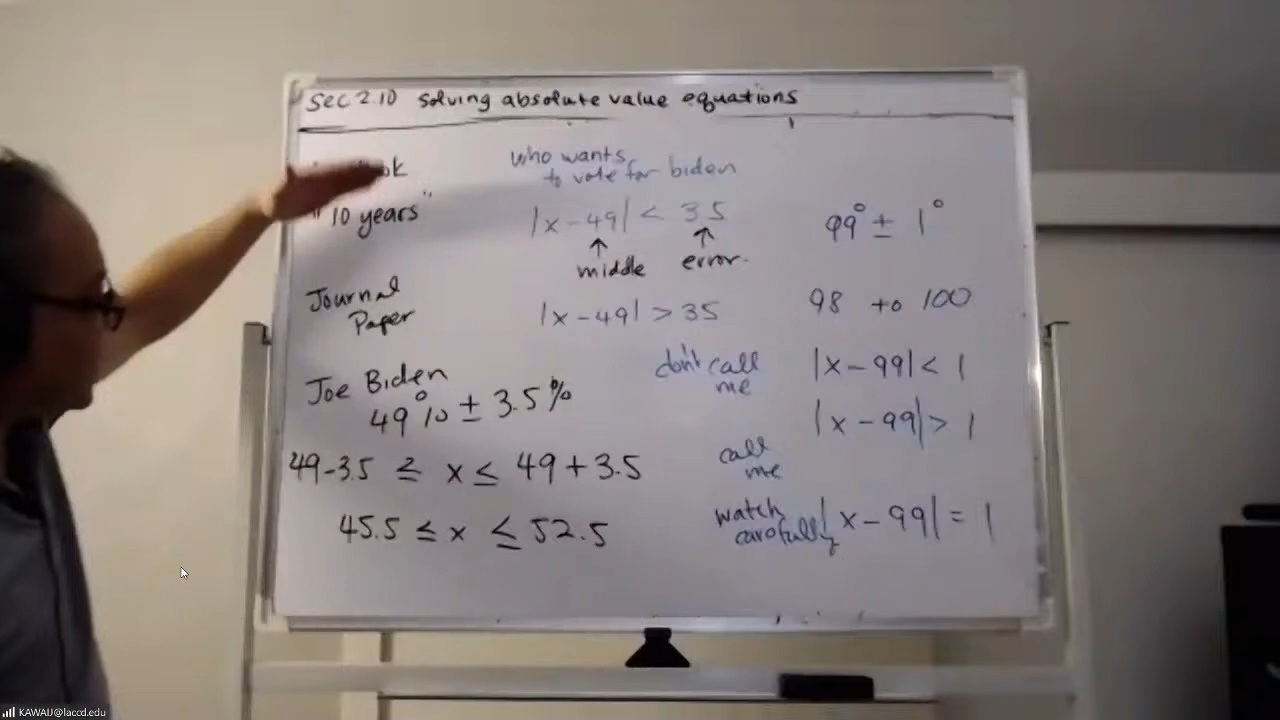 sec 2.10 solving absolute value equations
"10 years"
Journal
Paper
Joe Biden
49% ± 3.5%
49-3.5 ≤ x ≤ 49+3.5
45.5 ≤ x ≤ 52.5
who wants
to vote for biden
|x-49| < 3.5
middle error.
|x-49| > 35
99° ± 1°
98 to 100
don't call
me
|x-99| < 1
|x-99| > 1
call
me
watch
carefully
|x-99| = 1
KAWAIJ@laccd.edu